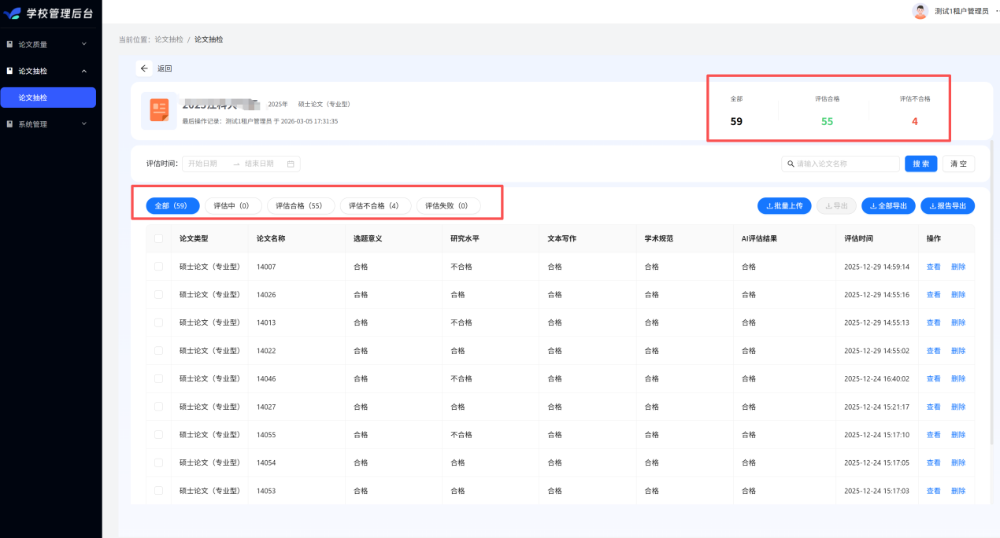 学校管理后台
测试1租户管理员
论文质量
论文抽检
论文抽检
系统管理
当前位置： 论文抽检 / 论文抽检
返回
2025年 硕士论文（专业型）
最后操作记录：测试1租户管理员 于 2026-03-05 17:31:35
全部 评估合格 评估不合格
59 55 4
评估时间： 开始日期 → 结束日期
请输入论文名称 搜 索 清 空
全部（59） 评估中（0） 评估合格（55） 评估不合格（4） 评估失败（0）
批量上传 导出 全部导出 报告导出
论文类型 论文名称 选题意义 研究水平 文本写作 学术规范 AI评估结果 评估时间 操作
硕士论文（专业型） 14007 合格 不合格 合格 合格 合格 2025-12-29 14:59:14 查看 删除
硕士论文（专业型） 14026 合格 合格 合格 合格 合格 2025-12-29 14:55:16 查看 删除
硕士论文（专业型） 14013 合格 不合格 合格 合格 合格 2025-12-29 14:55:13 查看 删除
硕士论文（专业型） 14022 合格 合格 合格 合格 合格 2025-12-29 14:55:02 查看 删除
硕士论文（专业型） 14046 合格 不合格 合格 合格 合格 2025-12-24 16:40:02 查看 删除
硕士论文（专业型） 14027 合格 合格 合格 合格 合格 2025-12-24 15:21:17 查看 删除
硕士论文（专业型） 14055 合格 不合格 合格 合格 合格 2025-12-24 15:17:10 查看 删除
硕士论文（专业型） 14054 合格 合格 合格 合格 合格 2025-12-24 15:17:05 查看 删除
硕士论文（专业型） 14053 合格 合格 合格 合格 合格 2025-12-24 15:17:03 查看 删除